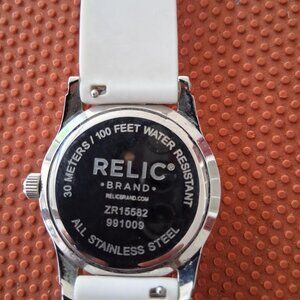 30 METERS / 100 FEET WATER RESISTANT
RELIC®
• BRAND •
RELICBRAND.COM
ZR15582
991009
ALL STAINLESS STEEL